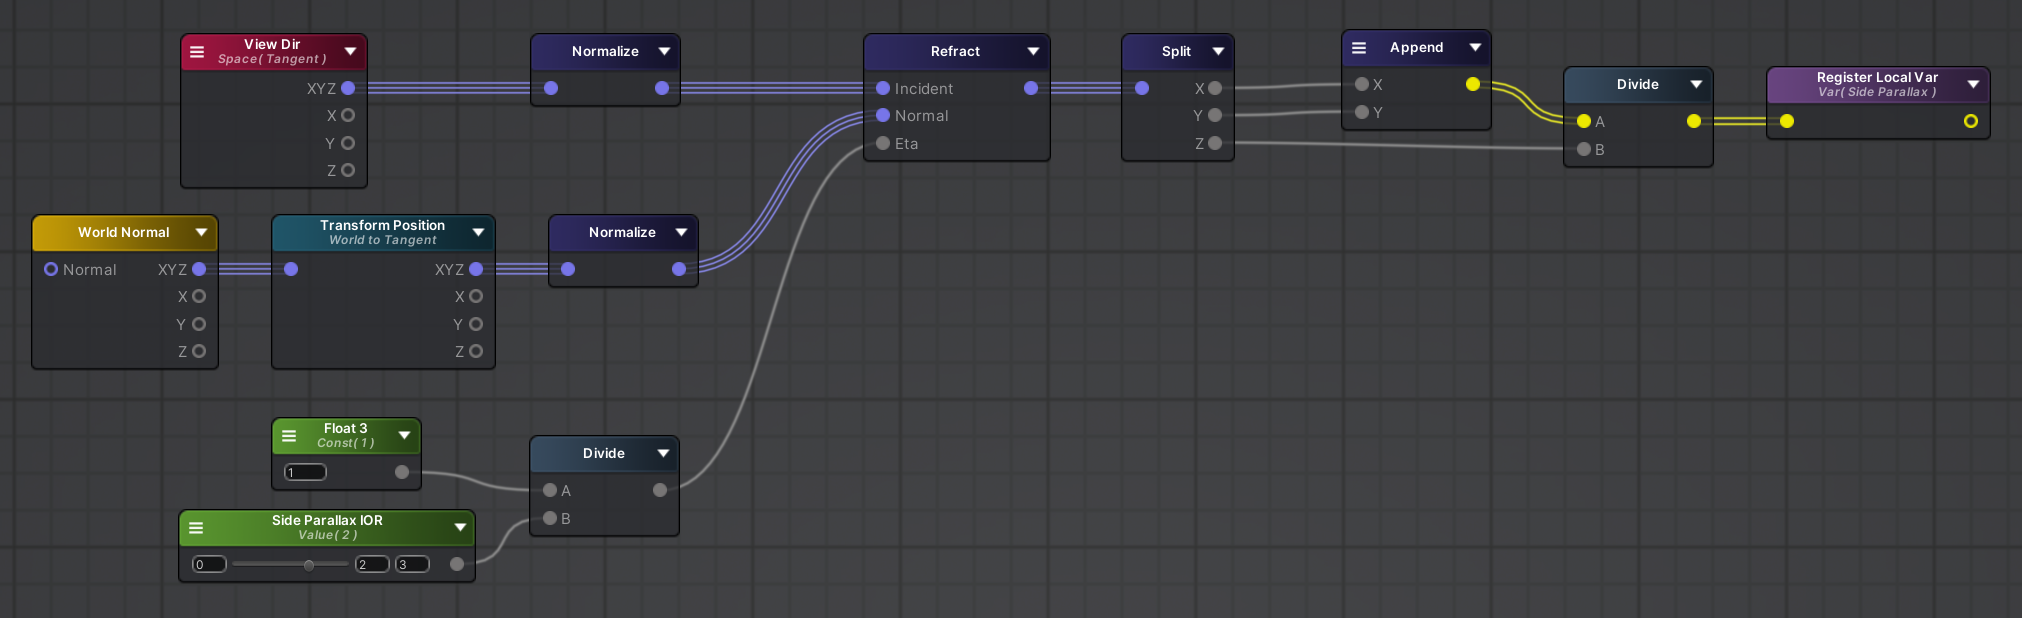 View Dir
Space( Tangent )
XYZ
X
Y
Z
Normalize
Refract
Incident
Normal
Eta
Split
X
Y
Z
Append
X
Y
Divide
A
B
Register Local Var
Var( Side Parallax )
World Normal
Normal XYZ
X
Y
Z
Transform Position
World to Tangent
XYZ
X
Y
Z
Normalize
Float 3
Const( 1 )
1
Divide
A
B
Side Parallax IOR
Value( 2 )
0 2 3